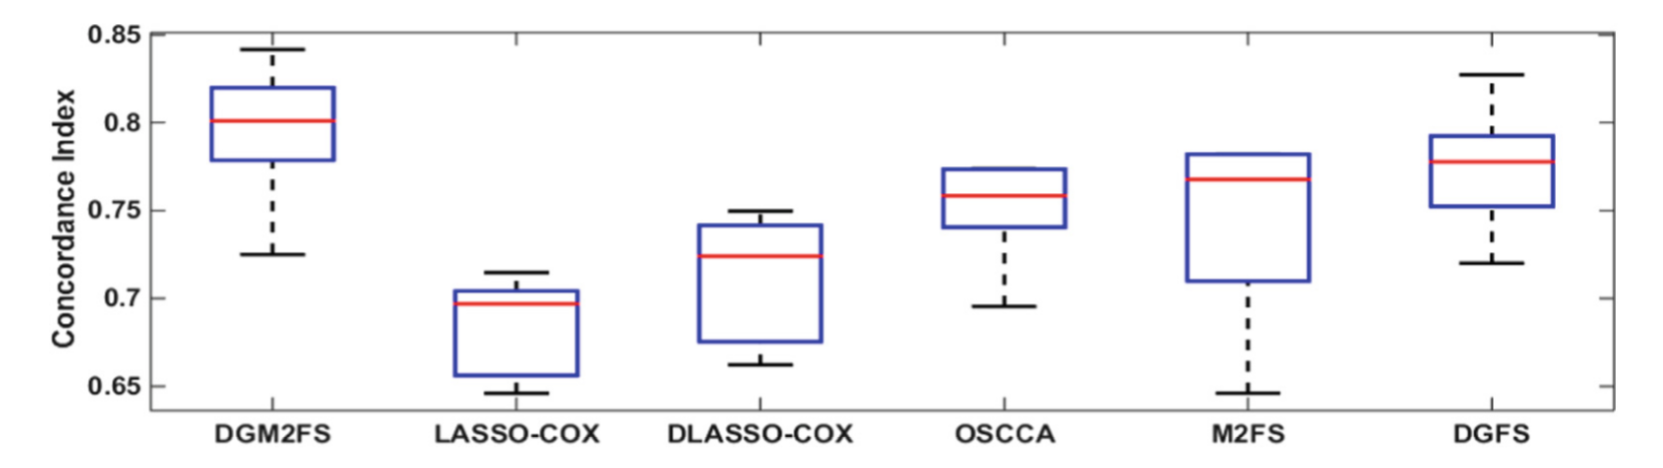 Concordance Index
0.85
0.8
0.75
0.7
0.65
DGM2FS LASSO-COX DLASSO-COX OSCCA M2FS DGFS